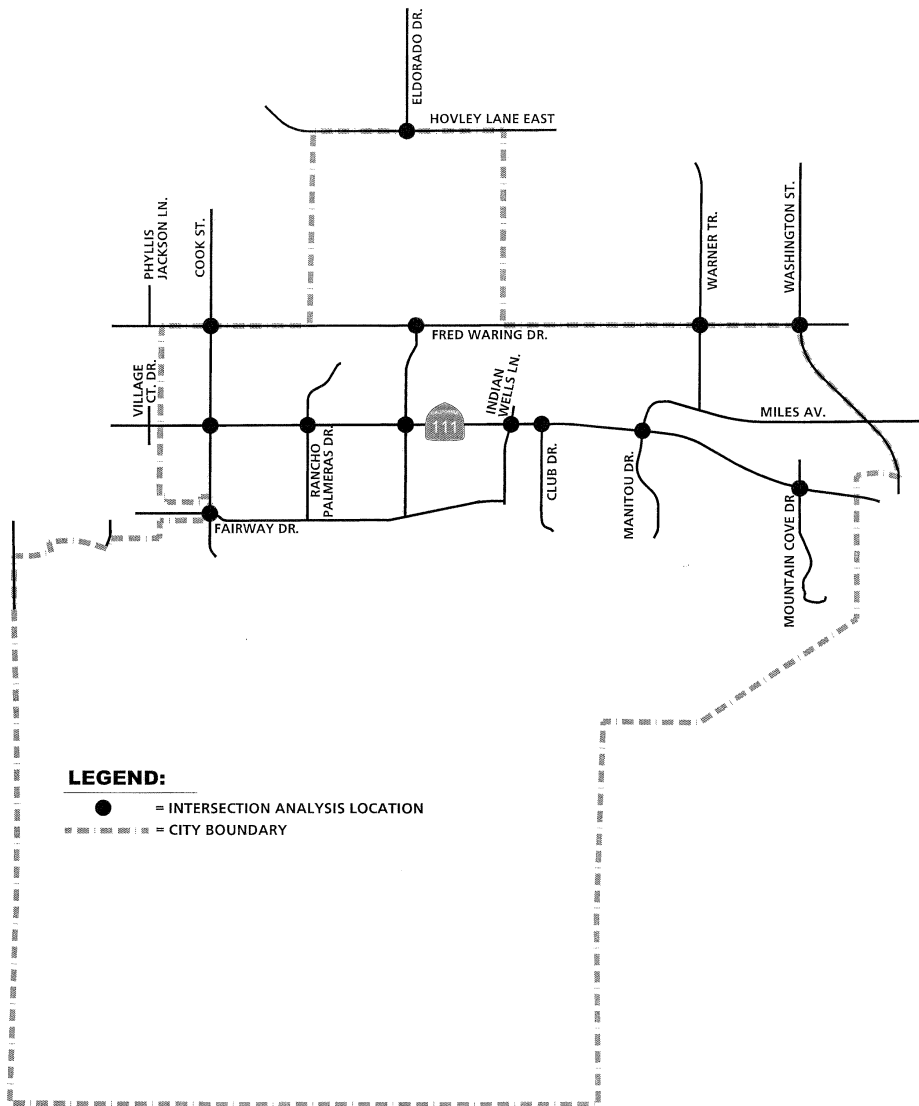 ELDORADO DR.
HOVLEY LANE EAST
PHYLLIS
JACKSON LN.
COOK ST.
WARNER TR.
WASHINGTON ST.
FRED WARING DR.
VILLAGE
CT. DR.
RANCHO
PALMERAS DR.
CALIFORNIA
111
INDIAN
WELLS LN.
CLUB DR.
MANITOU DR.
MILES AV.
MOUNTAIN COVE DR.
FAIRWAY DR.
LEGEND:
= INTERSECTION ANALYSIS LOCATION
= CITY BOUNDARY